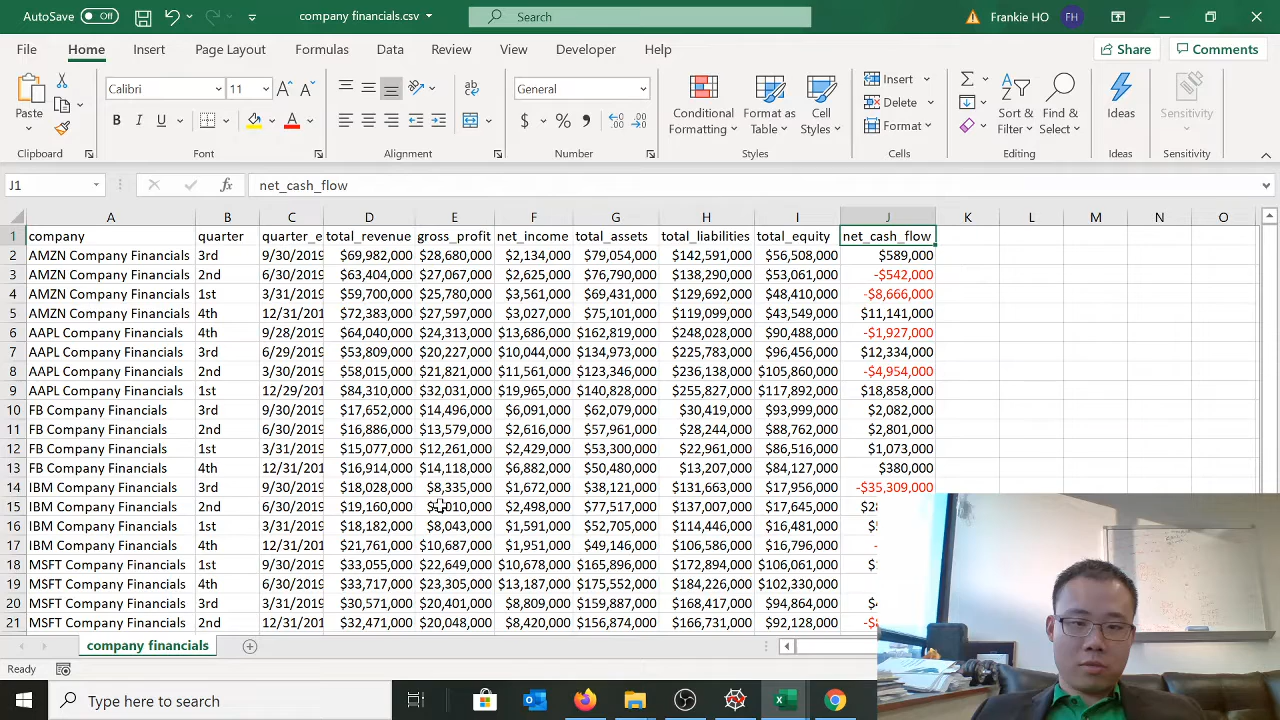 AutoSave Off company financials.csv Search Frankie HO FH
File Home Insert Page Layout Formulas Data Review View Developer Help Share Comments
Calibri 11 General Insert
Paste Delete
Format
Conditional Formatting Format as Table Cell Styles Sort & Filter Find & Select Ideas Sensitivity
Clipboard Font Alignment Number Styles Cells Editing Ideas Sensitivity
J1 fx net_cash_flow
A B C D E F G H I J K L M N O
1 company quarter quarter_e total_revenue gross_profit net_income total_assets total_liabilities total_equity net_cash_flow
2 AMZN Company Financials 3rd 9/30/2019 $69,982,000 $28,680,000 $2,134,000 $79,054,000 $142,591,000 $56,508,000 $589,000
3 AMZN Company Financials 2nd 6/30/2019 $63,404,000 $27,067,000 $2,625,000 $76,790,000 $138,290,000 $53,061,000 -$542,000
4 AMZN Company Financials 1st 3/31/2019 $59,700,000 $25,780,000 $3,561,000 $69,431,000 $129,692,000 $48,410,000 -$8,666,000
5 AMZN Company Financials 4th 12/31/201 $72,383,000 $27,597,000 $3,027,000 $75,101,000 $119,099,000 $43,549,000 $11,141,000
6 AAPL Company Financials 4th 9/28/2019 $64,040,000 $24,313,000 $13,686,000 $162,819,000 $248,028,000 $90,488,000 -$1,927,000
7 AAPL Company Financials 3rd 6/29/2019 $53,809,000 $20,227,000 $10,044,000 $134,973,000 $225,783,000 $96,456,000 $12,334,000
8 AAPL Company Financials 2nd 3/30/2019 $58,015,000 $21,821,000 $11,561,000 $123,346,000 $236,138,000 $105,860,000 -$4,954,000
9 AAPL Company Financials 1st 12/29/201 $84,310,000 $32,031,000 $19,965,000 $140,828,000 $255,827,000 $117,892,000 $18,858,000
10 FB Company Financials 3rd 9/30/2019 $17,652,000 $14,496,000 $6,091,000 $62,079,000 $30,419,000 $93,999,000 $2,082,000
11 FB Company Financials 2nd 6/30/2019 $16,886,000 $13,579,000 $2,616,000 $57,961,000 $28,244,000 $88,762,000 $2,801,000
12 FB Company Financials 1st 3/31/2019 $15,077,000 $12,261,000 $2,429,000 $53,300,000 $22,961,000 $86,516,000 $1,073,000
13 FB Company Financials 4th 12/31/201 $16,914,000 $14,118,000 $6,882,000 $50,480,000 $13,207,000 $84,127,000 $380,000
14 IBM Company Financials 3rd 9/30/2019 $18,028,000 $8,335,000 $1,672,000 $38,121,000 $131,663,000 $17,956,000 -$35,309,000
15 IBM Company Financials 2nd 6/30/2019 $19,160,000 $2,498,000 $77,517,000 $137,007,000 $17,645,000
16 IBM Company Financials 1st 3/31/2019 $18,182,000 $8,043,000 $1,591,000 $52,705,000 $114,446,000 $16,481,000
17 IBM Company Financials 4th 12/31/201 $21,761,000 $10,687,000 $1,951,000 $49,146,000 $106,586,000 $16,796,000
18 MSFT Company Financials 1st 9/30/2019 $33,055,000 $22,649,000 $10,678,000 $165,896,000 $172,894,000 $106,061,000
19 MSFT Company Financials 4th 6/30/2019 $33,717,000 $23,305,000 $13,187,000 $175,552,000 $184,226,000 $102,330,000
20 MSFT Company Financials 3rd 3/31/2019 $30,571,000 $20,401,000 $8,809,000 $159,887,000 $168,417,000 $94,864,000
21 MSFT Company Financials 2nd 12/31/201 $32,471,000 $20,048,000 $8,420,000 $156,874,000 $166,731,000 $92,128,000
company financials
Ready
Type here to search